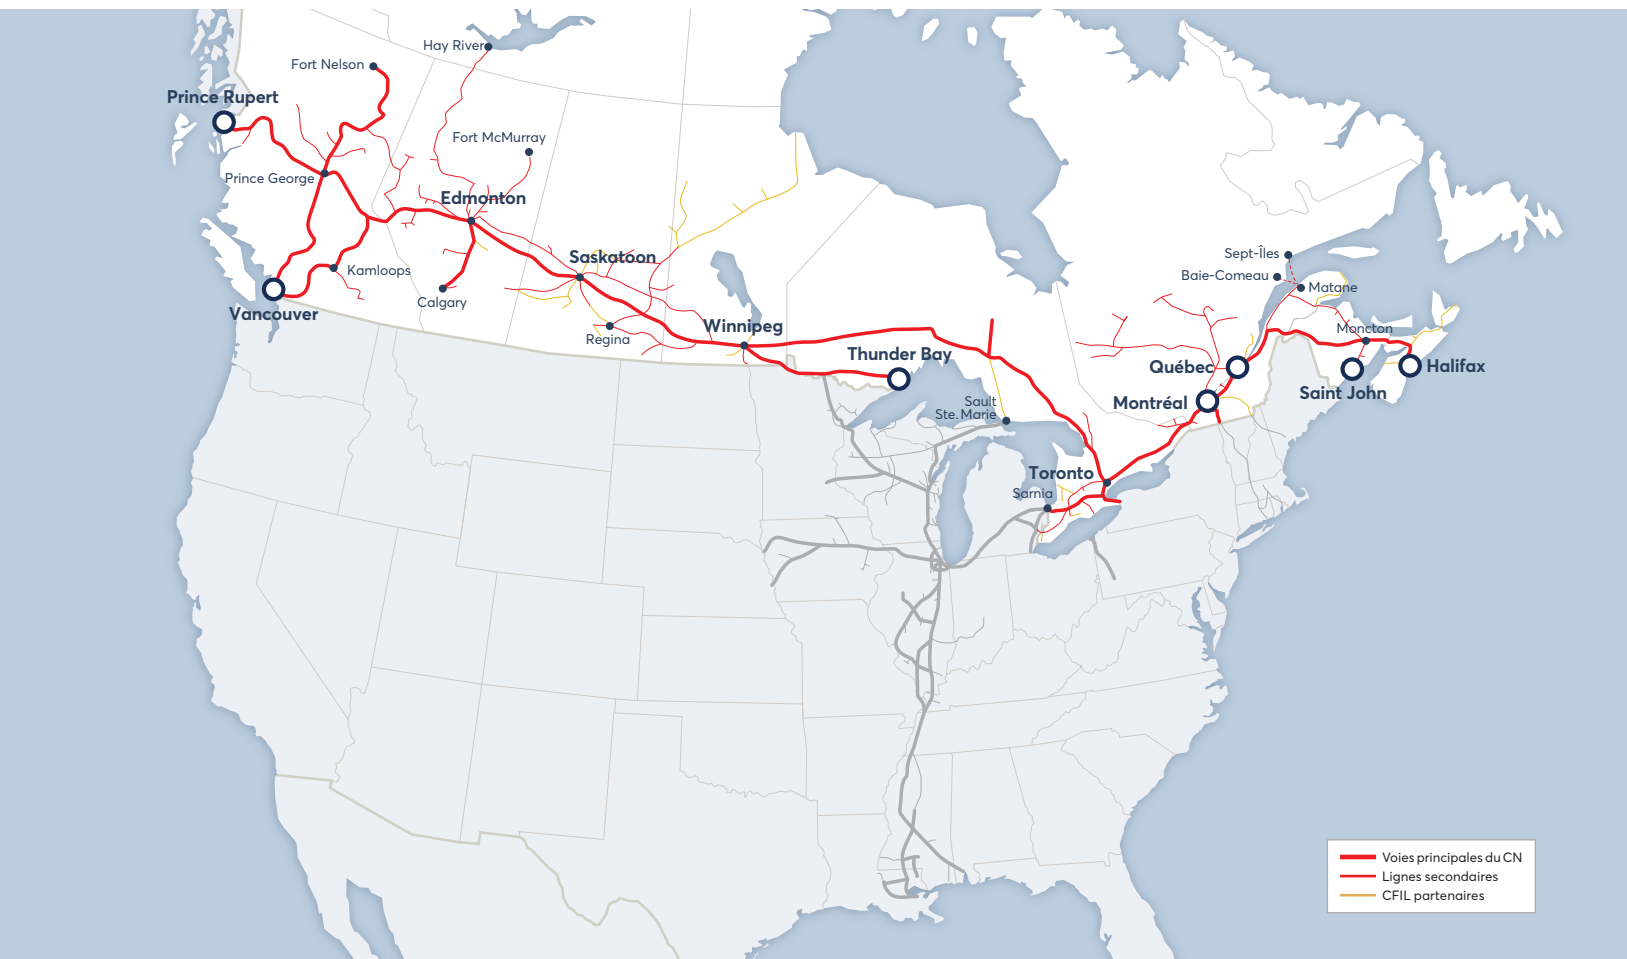 Hay River
Fort Nelson
Prince Rupert
Fort McMurray
Prince George
Edmonton
Sept-Îles
Saskatoon
Kamloops
Baie-Comeau
Matane
Calgary
Vancouver
Winnipeg
Moncton
Regina
Thunder Bay
Québec
Halifax
Saint John
Sault
Ste. Marie
Montréal
Toronto
Sarnia
Voies principales du CN
Lignes secondaires
CFIL partenaires